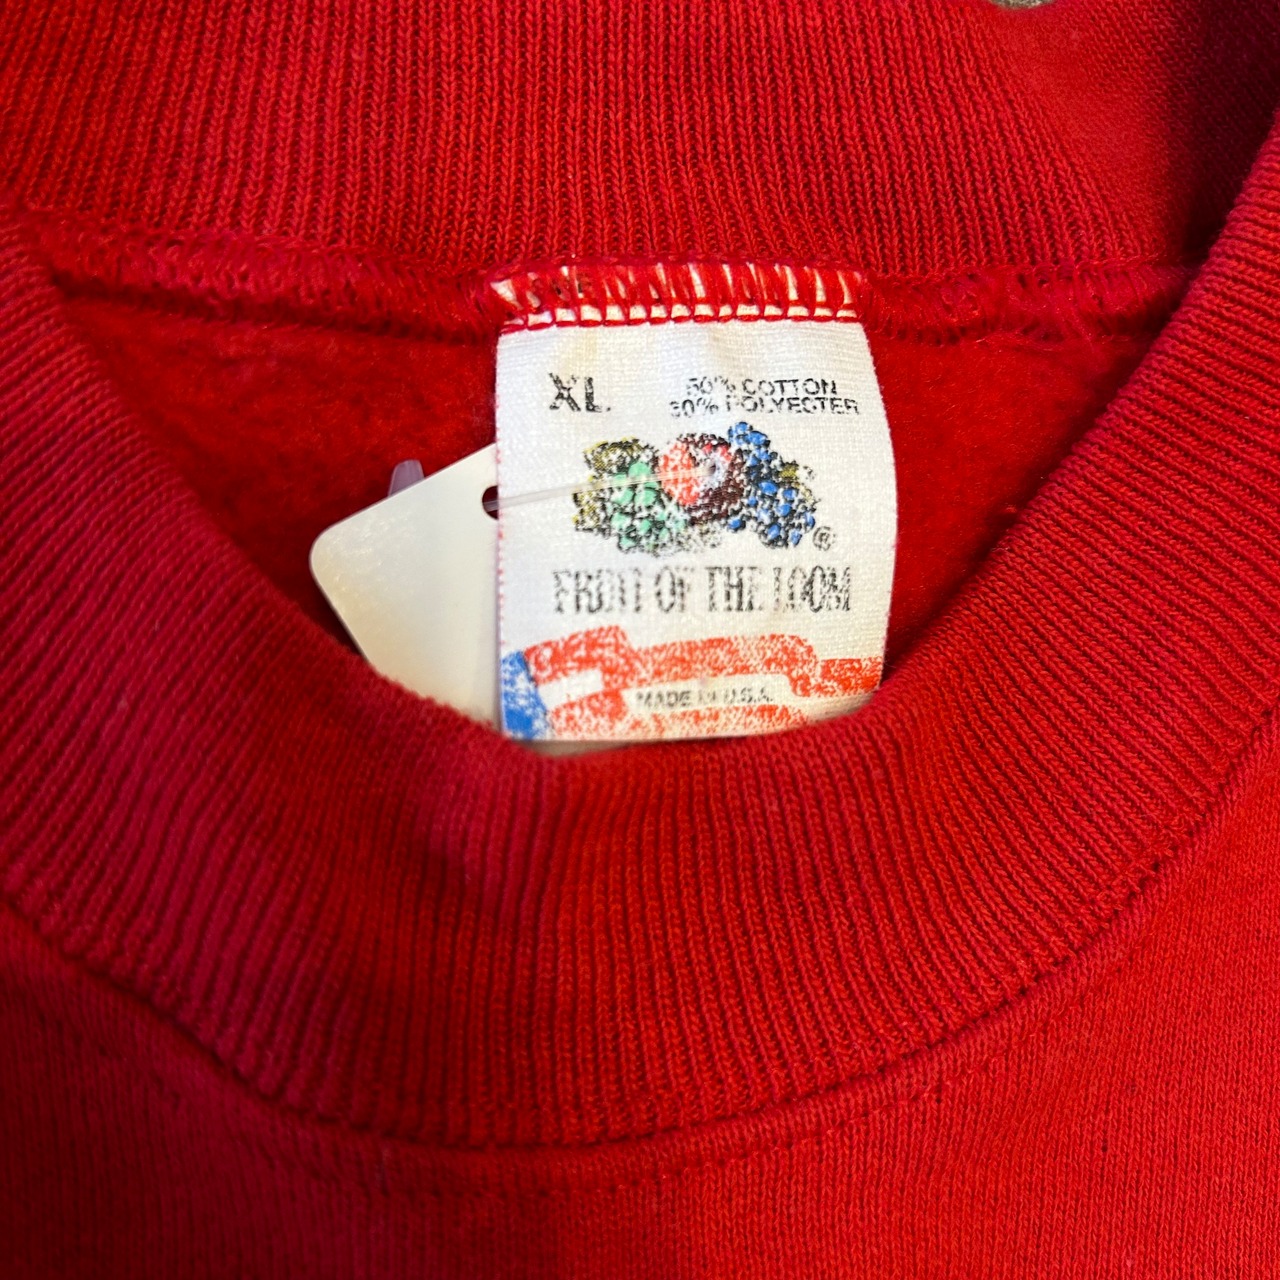 XL
50% COTTON
50% POLYESTER
®
FRUIT OF THE LOOM
MADE IN U.S.A.